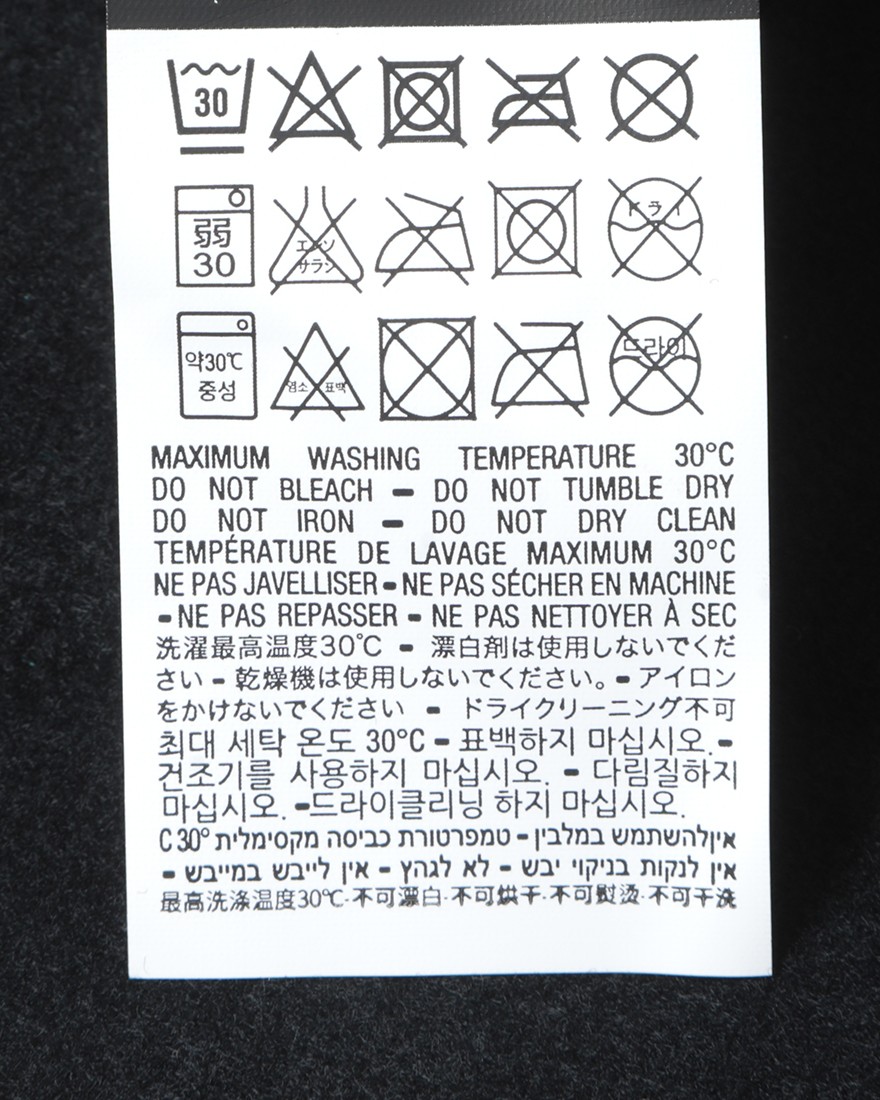 30
弱
30
エンソ
サラシ
ドライ
약30℃
중성
염소 표백
드라이
MAXIMUM WASHING TEMPERATURE 30°C
DO NOT BLEACH – DO NOT TUMBLE DRY
DO NOT IRON – DO NOT DRY CLEAN
TEMPÉRATURE DE LAVAGE MAXIMUM 30°C
NE PAS JAVELLISER – NE PAS SÉCHER EN MACHINE
– NE PAS REPASSER – NE PAS NETTOYER À SEC
洗濯最高温度30℃ – 漂白剤は使用しないでくだ
さい – 乾燥機は使用しないでください。– アイロン
をかけないでください – ドライクリーニング不可
최대 세탁 온도 30°C – 표백하지 마십시오. –
건조기를 사용하지 마십시오. – 다림질하지
마십시오. –드라이클리닝 하지 마십시오.
איןלהשתמש במלבין – טמפרטורת כביסה מקסימלית 30° C
אין לנקות בניקוי יבש – לא לגהץ – אין לייבש במייבש –
最高洗涤温度30℃-不可漂白-不可烘干-不可熨烫-不可干洗